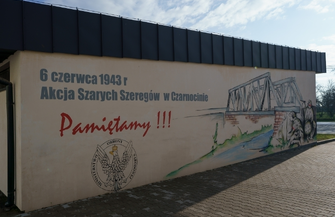 6 czerwca 1943 r
Akcja Szarych Szeregów w Czarnocinie
Pamiętamy !!!